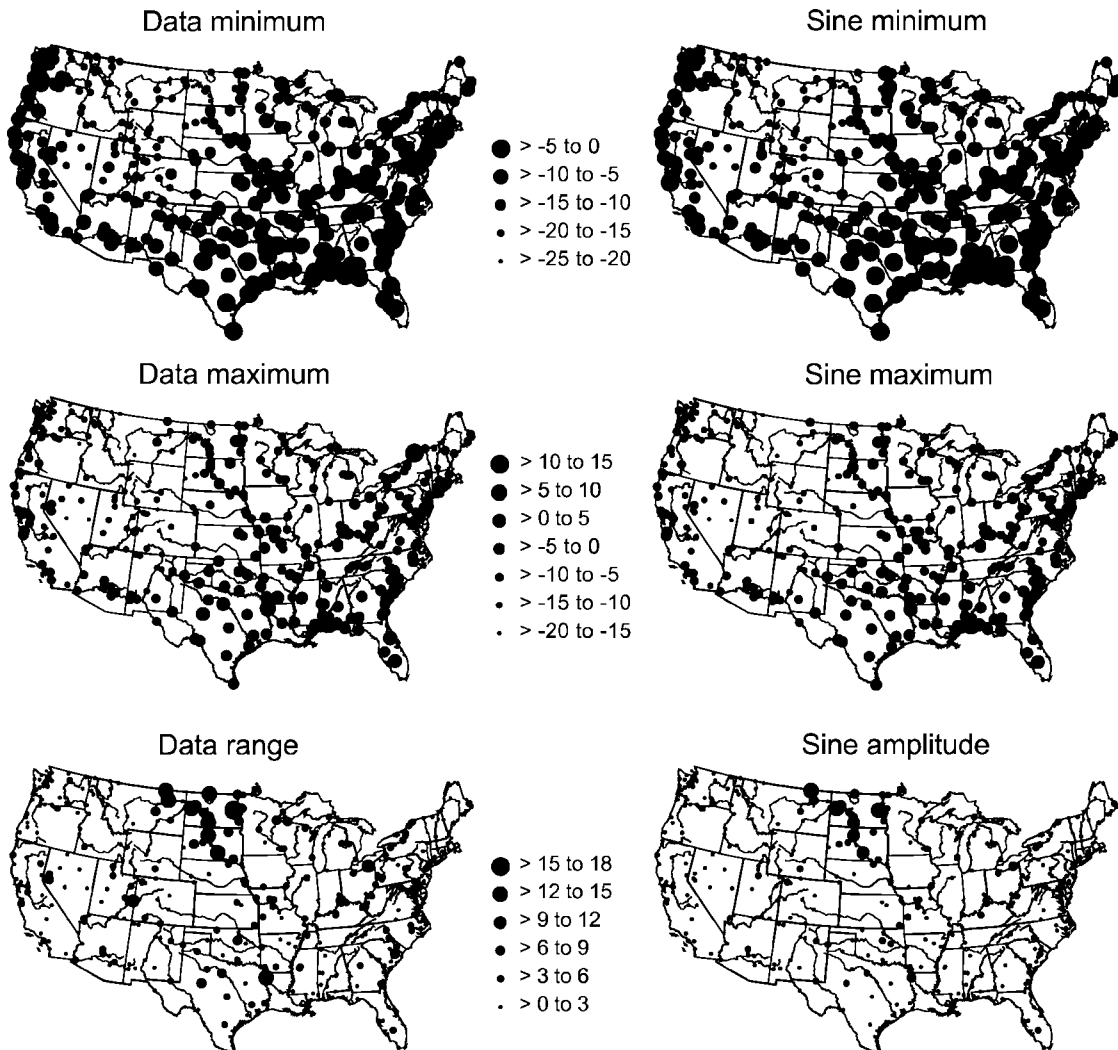 Data minimum
Sine minimum
> -5 to 0
> -10 to -5
> -15 to -10
> -20 to -15
> -25 to -20
Data maximum
Sine maximum
> 10 to 15
> 5 to 10
> 0 to 5
> -5 to 0
> -10 to -5
> -15 to -10
> -20 to -15
Data range
Sine amplitude
> 15 to 18
> 12 to 15
> 9 to 12
> 6 to 9
> 3 to 6
> 0 to 3